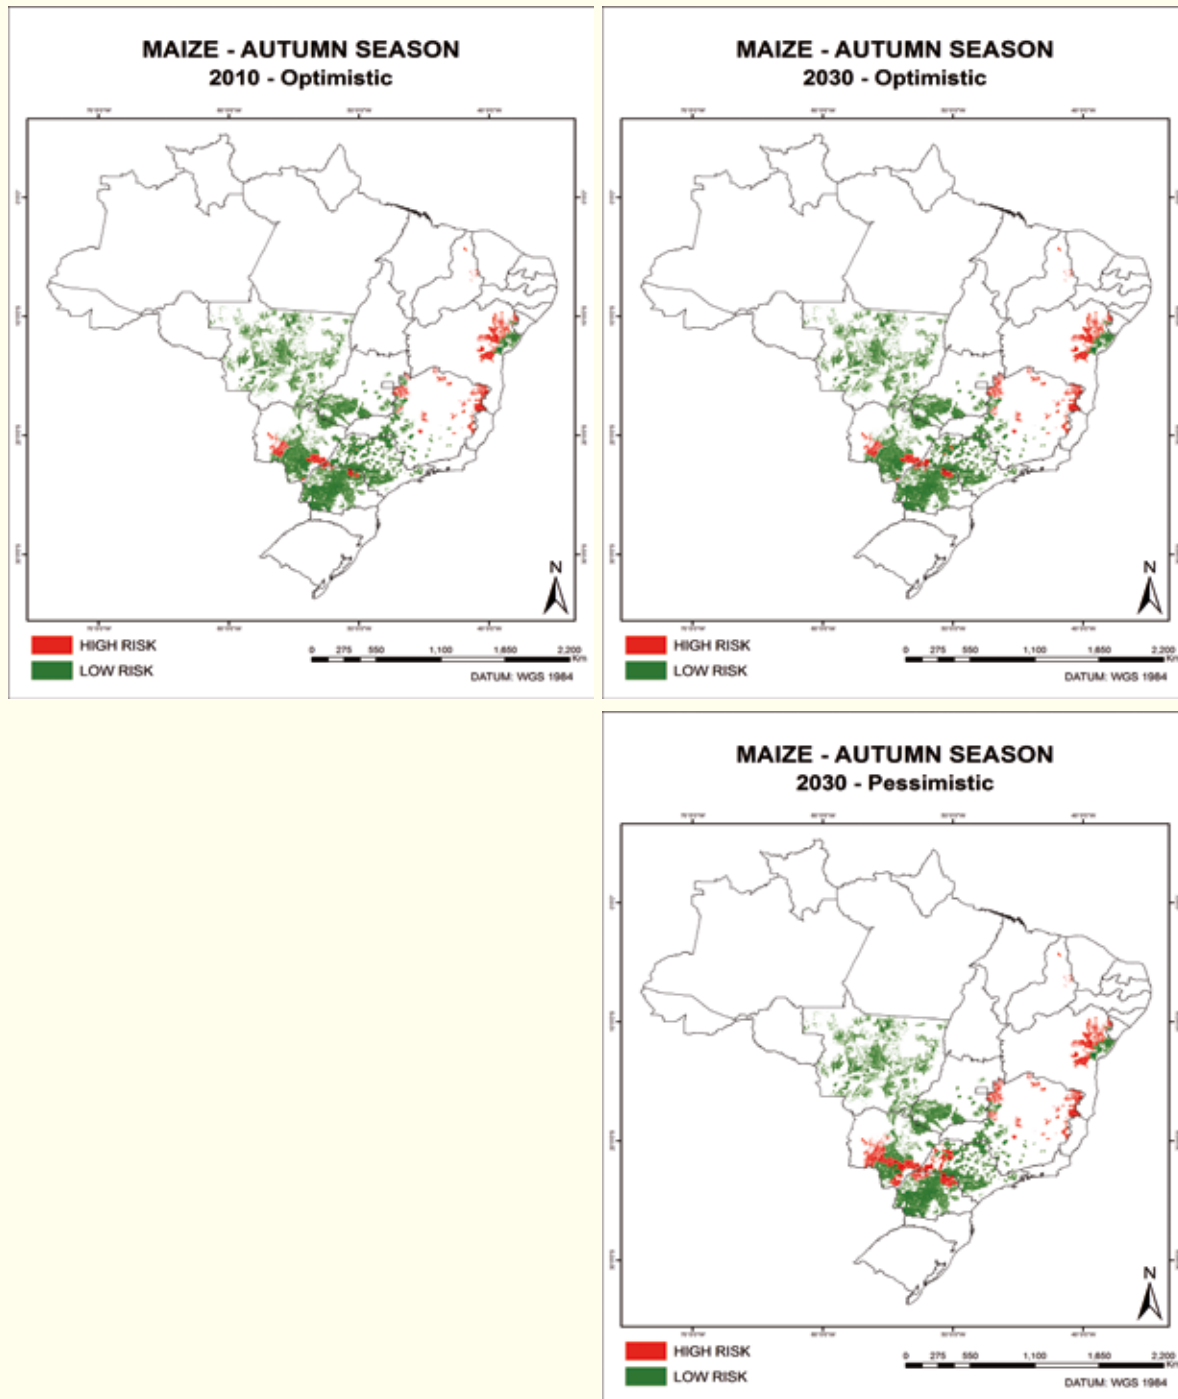 MAIZE - AUTUMN SEASON
2010 - Optimistic
N
HIGH RISK
LOW RISK
0 275 550 1,100 1,650 2,200
Km
DATUM: WGS 1984
MAIZE - AUTUMN SEASON
2030 - Optimistic
N
HIGH RISK
LOW RISK
0 275 550 1,100 1,650 2,200
Km
DATUM: WGS 1984
MAIZE - AUTUMN SEASON
2030 - Pessimistic
N
HIGH RISK
LOW RISK
0 275 550 1,100 1,650 2,200
Km
DATUM: WGS 1984